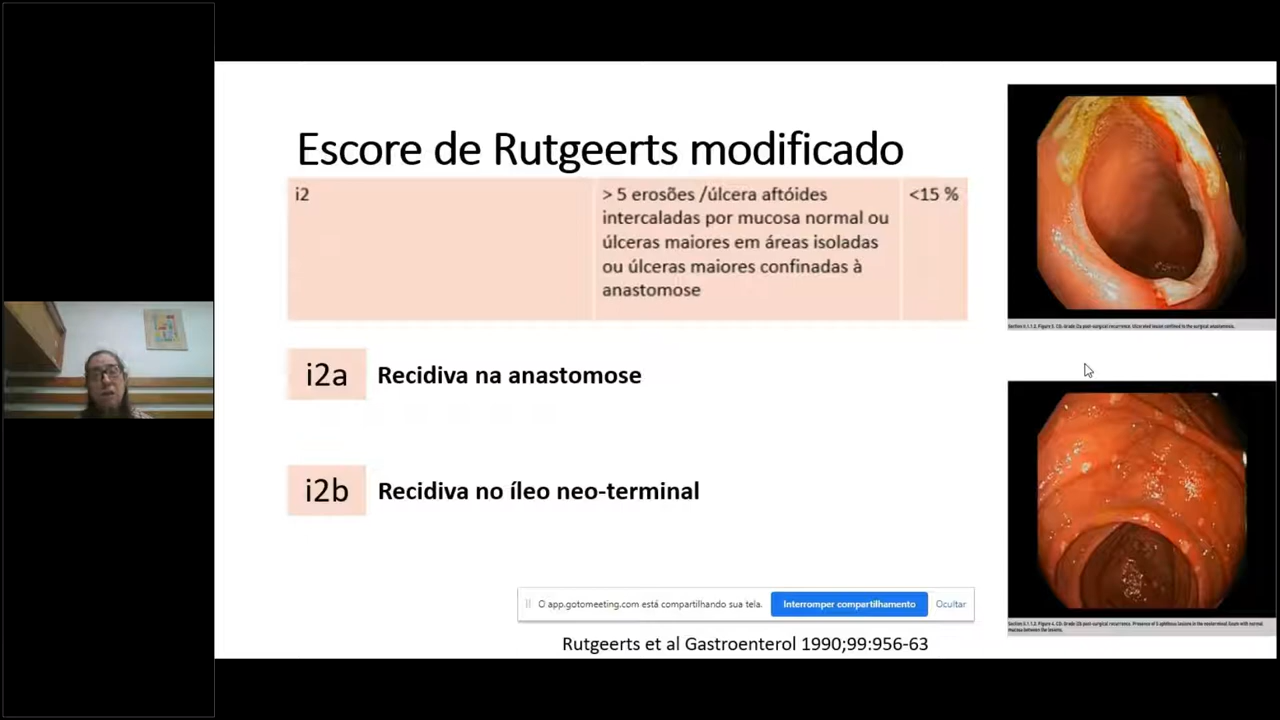 Escore de Rutgeerts modificado
i2
> 5 erosões /úlcera aftóides
intercaladas por mucosa normal ou
úlceras maiores em áreas isoladas
ou úlceras maiores confinadas à
anastomose
<15 %
i2a
Recidiva na anastomose
i2b
Recidiva no íleo neo-terminal
O app.gotomeeting.com está compartilhando sua tela.
Interromper compartilhamento
Ocultar
Rutgeerts et al Gastroenterol 1990;99:956-63